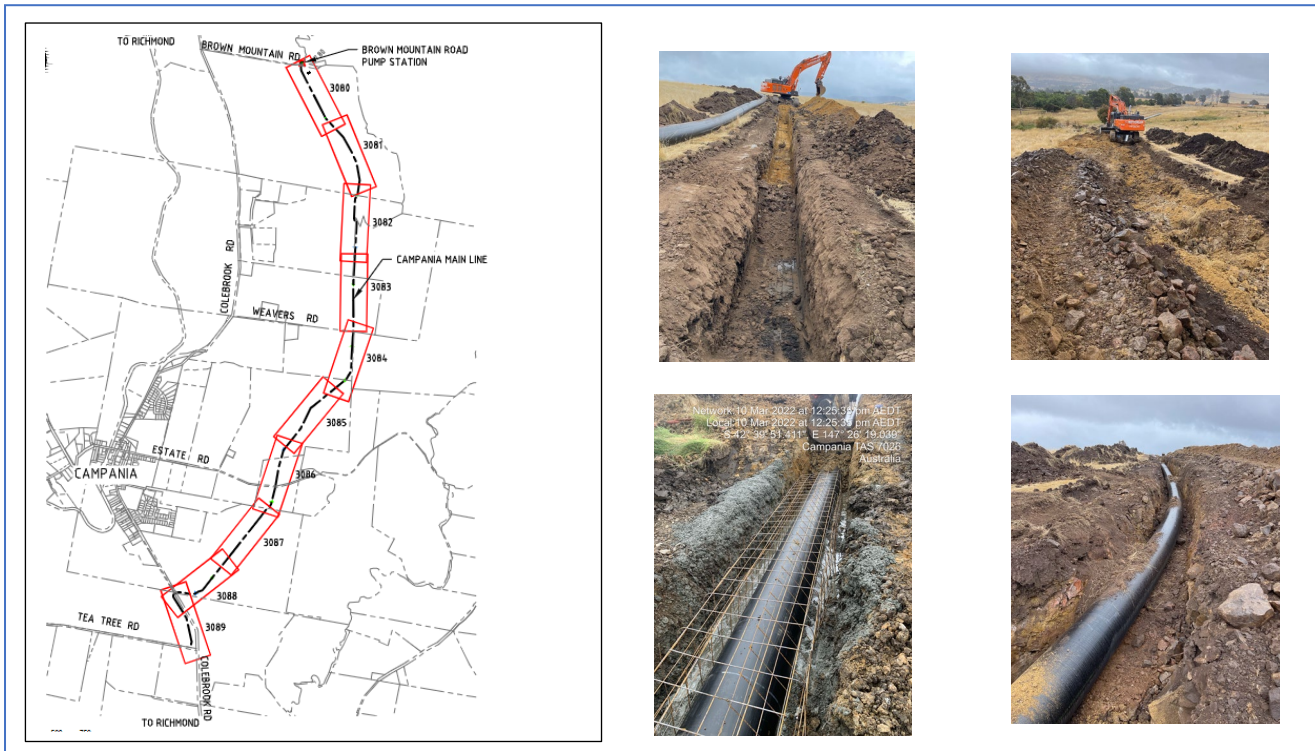 TO RICHMOND
BROWN MOUNTAIN RD
BROWN MOUNTAIN ROAD
PUMP STATION
3080
3081
3082
COLEBROOK RD
CAMPANIA MAIN LINE
3083
WEAVERS RD
3084
3085
ESTATE RD
3086
CAMPANIA
3087
3088
3089
TEA TREE RD
COLEBROOK RD
TO RICHMOND
Network: 10 Mar 2022 at 12:25:35 pm AEDT
Local: 10 Mar 2022 at 12:25:35 pm AEDT
Campania TAS 7026
Australia